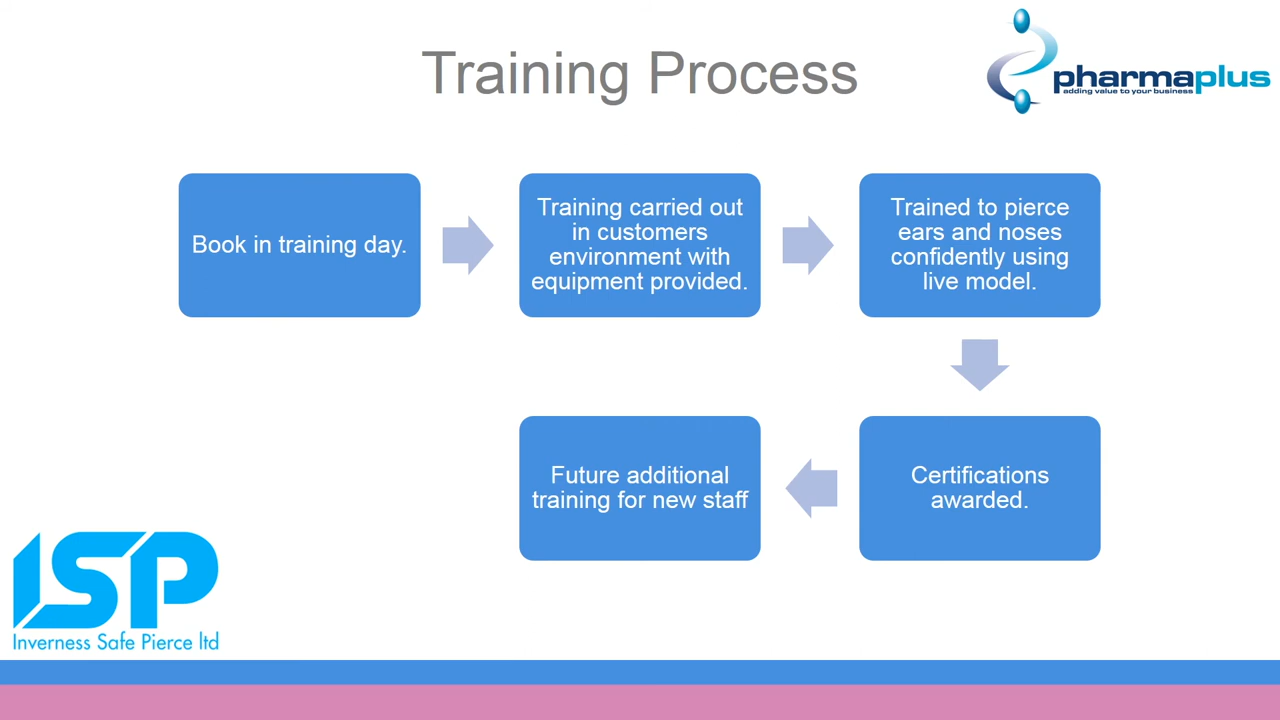 Training Process
pharmaplus
adding value to your business
Book in training day.
Training carried out
in customers
environment with
equipment provided.
Trained to pierce
ears and noses
confidently using
live model.
Certifications
awarded.
Future additional
training for new staff
ISP
Inverness Safe Pierce ltd